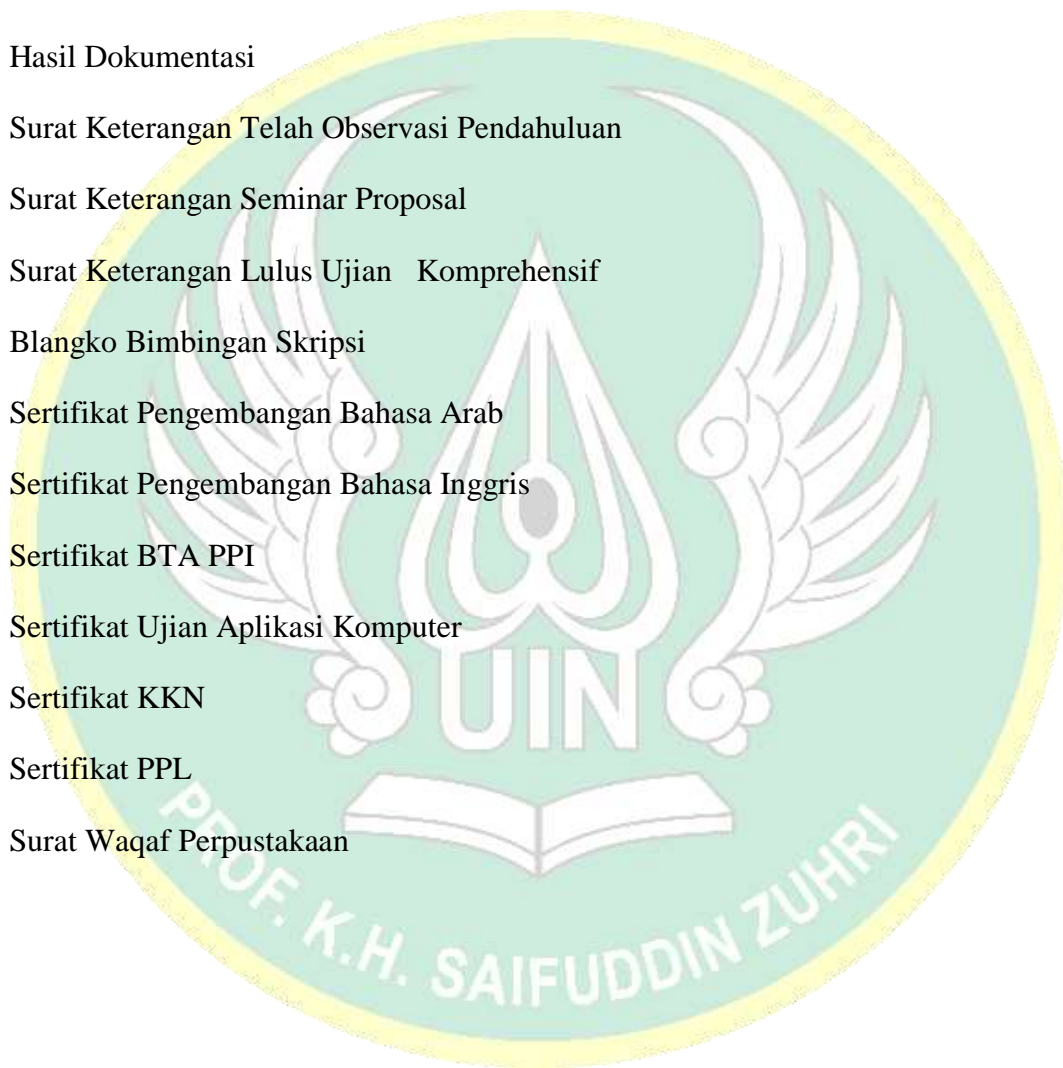 Hasil Dokumentasi
Surat Keterangan Telah Observasi Pendahuluan
Surat Keterangan Seminar Proposal
Surat Keterangan Lulus Ujian   Komprehensif
Blangko Bimbingan Skripsi
Sertifikat Pengembangan Bahasa Arab
Sertifikat Pengembangan Bahasa Inggris
Sertifikat BTA PPI
Sertifikat Ujian Aplikasi Komputer
Sertifikat KKN
Sertifikat PPL
Surat Waqaf Perpustakaan
UIN
PROF. K.H. SAIFUDDIN ZUHRI